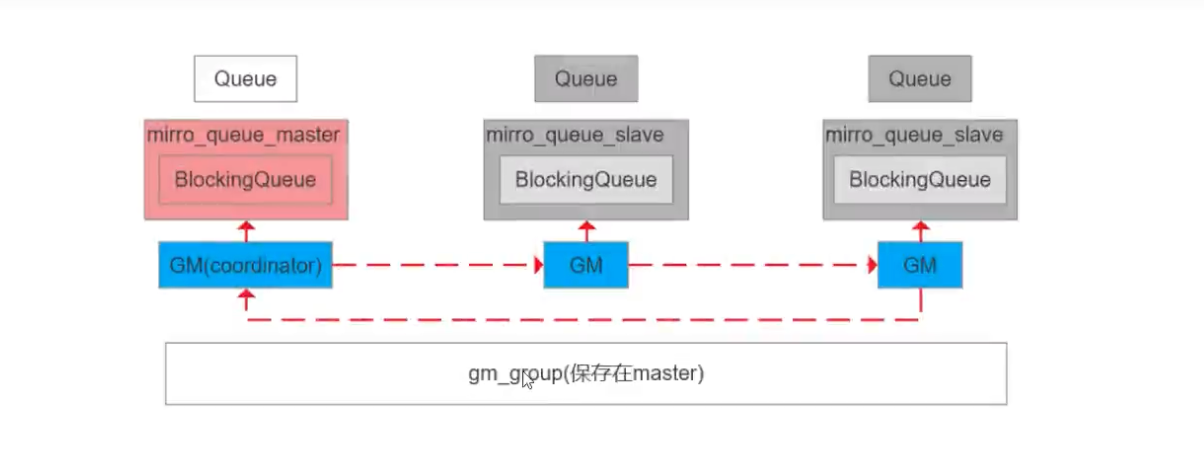 Queue
Queue
Queue
mirro_queue_master
mirro_queue_slave
mirro_queue_slave
BlockingQueue
BlockingQueue
BlockingQueue
GM(coordinator)
GM
GM
gm_group(保存在master)